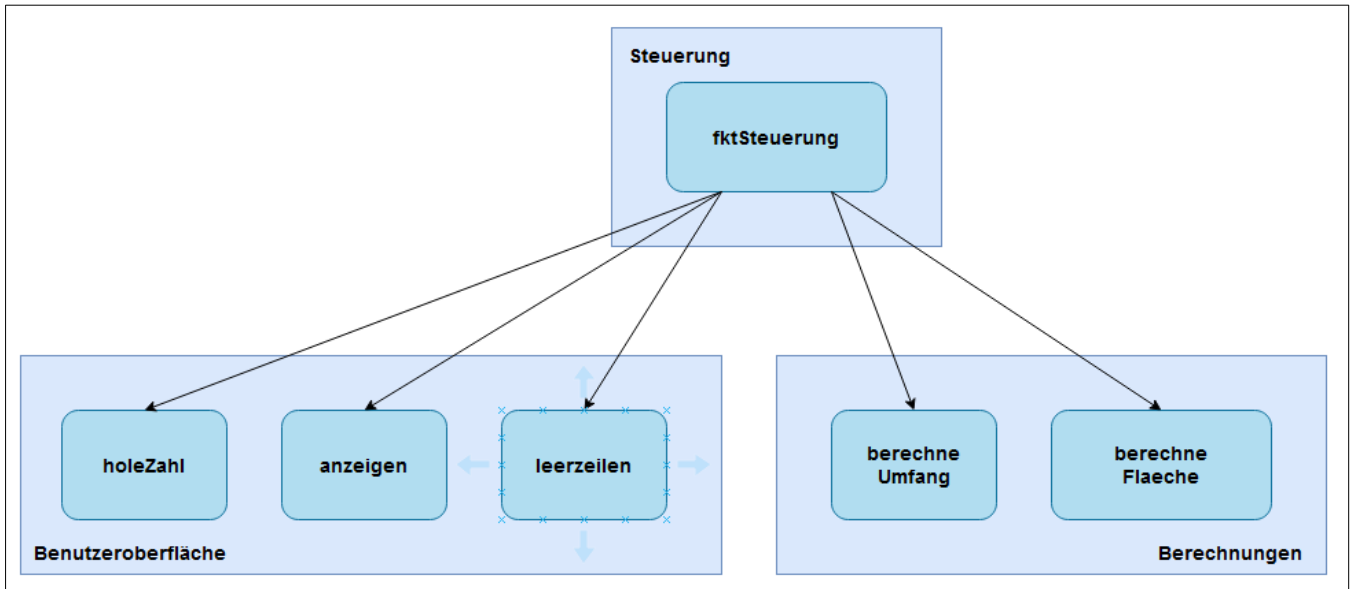 Steuerung
fktSteuerung
holeZahl
anzeigen
leerzeilen
berechne
Umfang
berechne
Flaeche
Benutzeroberfläche
Berechnungen